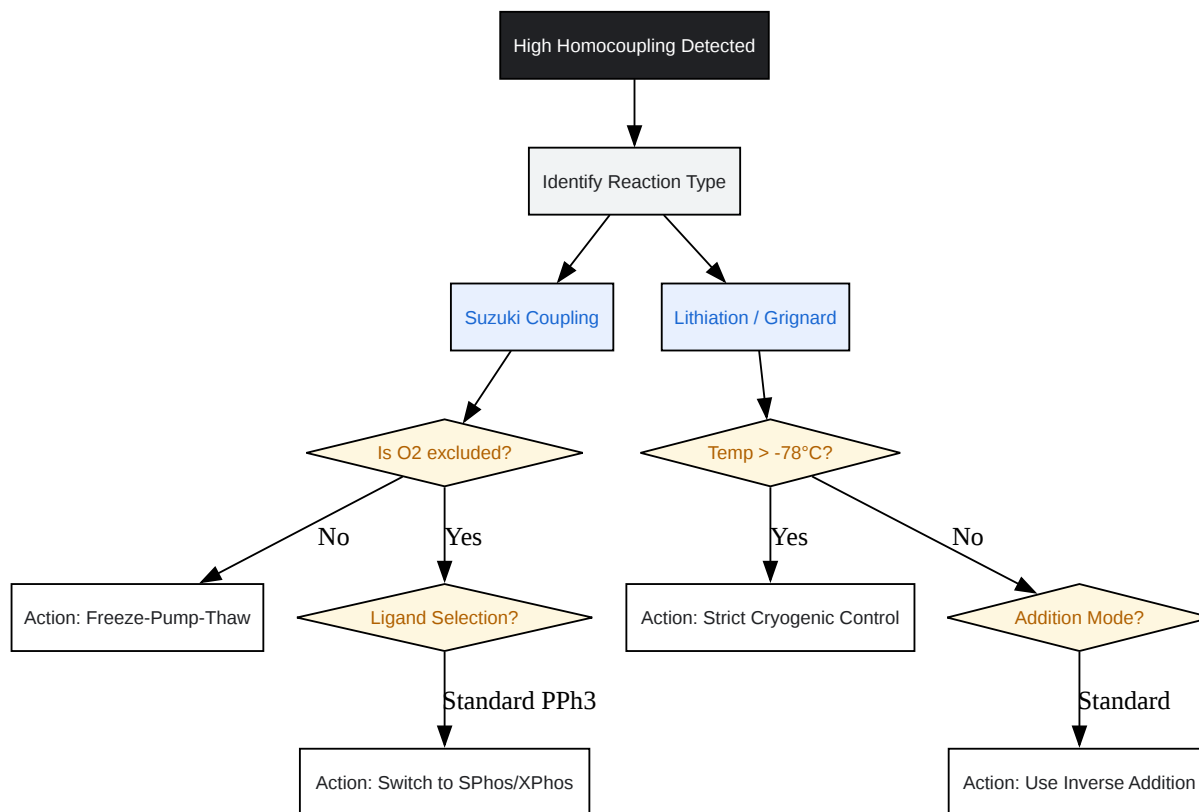 High Homocoupling Detected
Identify Reaction Type
Suzuki Coupling
Lithiation / Grignard
Is O2 excluded?
Temp > -78°C?
No
Yes
Yes
No
Action: Freeze-Pump-Thaw
Ligand Selection?
Action: Strict Cryogenic Control
Addition Mode?
Standard PPh3
Standard
Action: Switch to SPhos/XPhos
Action: Use Inverse Addition